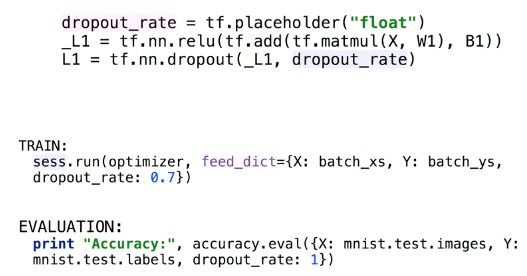 dropout_rate = tf.placeholder("float")
_L1 = tf.nn.relu(tf.add(tf.matmul(X, W1), B1))
L1 = tf.nn.dropout(_L1, dropout_rate)
TRAIN:
sess.run(optimizer, feed_dict={X: batch_xs, Y: batch_ys,
dropout_rate: 0.7})
EVALUATION:
print "Accuracy:", accuracy.eval({X: mnist.test.images, Y:
mnist.test.labels, dropout_rate: 1})